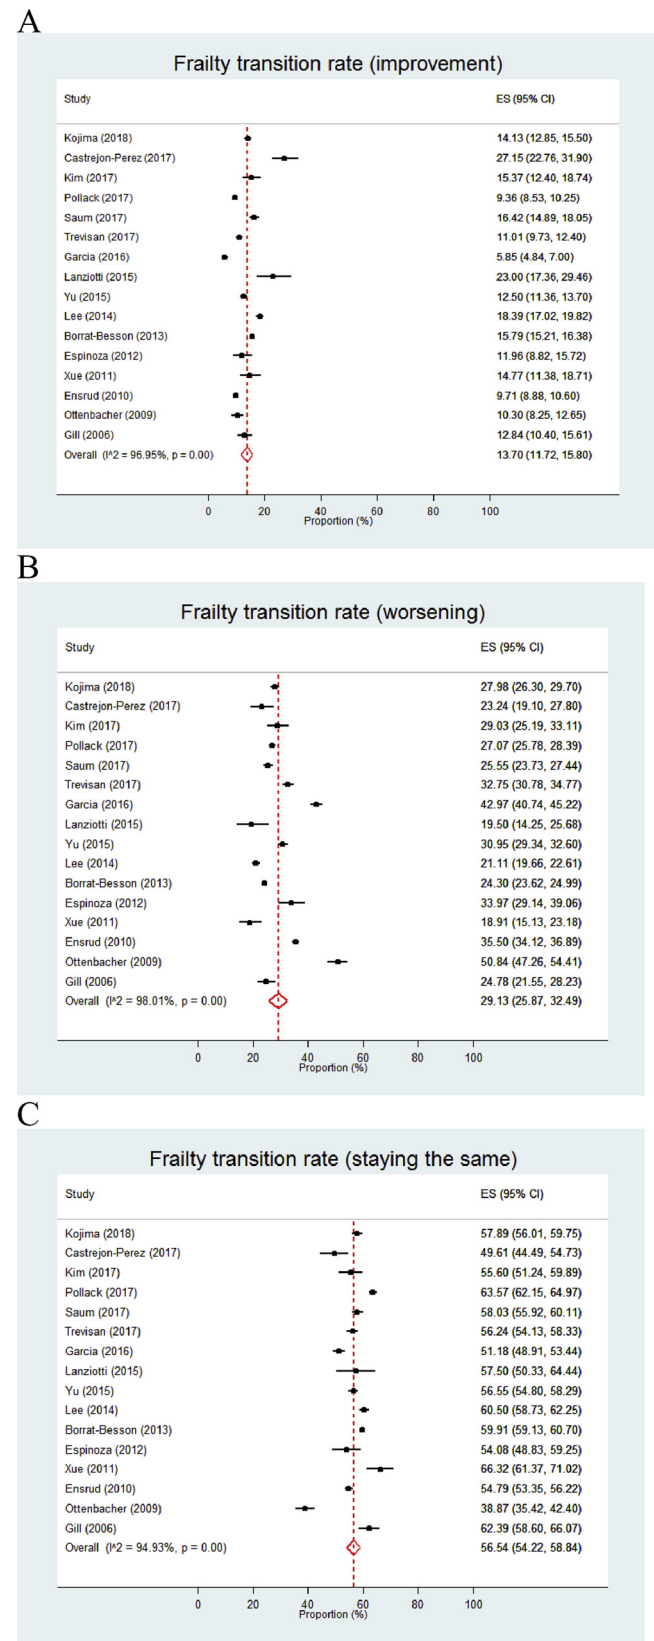 A
Frailty transition rate (improvement)
Study ES (95% CI)
Kojima (2018) 14.13 (12.85, 15.50)
Castrejon-Perez (2017) 27.15 (22.76, 31.90)
Kim (2017) 15.37 (12.40, 18.74)
Pollack (2017) 9.36 (8.53, 10.25)
Saum (2017) 16.42 (14.89, 18.05)
Trevisan (2017) 11.01 (9.73, 12.40)
Garcia (2016) 5.85 (4.84, 7.00)
Lanziotti (2015) 23.00 (17.36, 29.46)
Yu (2015) 12.50 (11.36, 13.70)
Lee (2014) 18.39 (17.02, 19.82)
Borrat-Besson (2013) 15.79 (15.21, 16.38)
Espinoza (2012) 11.96 (8.82, 15.72)
Xue (2011) 14.77 (11.38, 18.71)
Ensrud (2010) 9.71 (8.88, 10.60)
Ottenbacher (2009) 10.30 (8.25, 12.65)
Gill (2006) 12.84 (10.40, 15.61)
Overall (I^2 = 96.95%, p = 0.00) 13.70 (11.72, 15.80)
0 20 40 60 80 100
Proportion (%)
B
Frailty transition rate (worsening)
Study ES (95% CI)
Kojima (2018) 27.98 (26.30, 29.70)
Castrejon-Perez (2017) 23.24 (19.10, 27.80)
Kim (2017) 29.03 (25.19, 33.11)
Pollack (2017) 27.07 (25.78, 28.39)
Saum (2017) 25.55 (23.73, 27.44)
Trevisan (2017) 32.75 (30.78, 34.77)
Garcia (2016) 42.97 (40.74, 45.22)
Lanziotti (2015) 19.50 (14.25, 25.68)
Yu (2015) 30.95 (29.34, 32.60)
Lee (2014) 21.11 (19.66, 22.61)
Borrat-Besson (2013) 24.30 (23.62, 24.99)
Espinoza (2012) 33.97 (29.14, 39.06)
Xue (2011) 18.91 (15.13, 23.18)
Ensrud (2010) 35.50 (34.12, 36.89)
Ottenbacher (2009) 50.84 (47.26, 54.41)
Gill (2006) 24.78 (21.55, 28.23)
Overall (I^2 = 98.01%, p = 0.00) 29.13 (25.87, 32.49)
0 20 40 60 80 100
Proportion (%)
C
Frailty transition rate (staying the same)
Study ES (95% CI)
Kojima (2018) 57.89 (56.01, 59.75)
Castrejon-Perez (2017) 49.61 (44.49, 54.73)
Kim (2017) 55.60 (51.24, 59.89)
Pollack (2017) 63.57 (62.15, 64.97)
Saum (2017) 58.03 (55.92, 60.11)
Trevisan (2017) 56.24 (54.13, 58.33)
Garcia (2016) 51.18 (48.91, 53.44)
Lanziotti (2015) 57.50 (50.33, 64.44)
Yu (2015) 56.55 (54.80, 58.29)
Lee (2014) 60.50 (58.73, 62.25)
Borrat-Besson (2013) 59.91 (59.13, 60.70)
Espinoza (2012) 54.08 (48.83, 59.25)
Xue (2011) 66.32 (61.37, 71.02)
Ensrud (2010) 54.79 (53.35, 56.22)
Ottenbacher (2009) 38.87 (35.42, 42.40)
Gill (2006) 62.39 (58.60, 66.07)
Overall (I^2 = 94.93%, p = 0.00) 56.54 (54.22, 58.84)
0 20 40 60 80 100
Proportion (%)